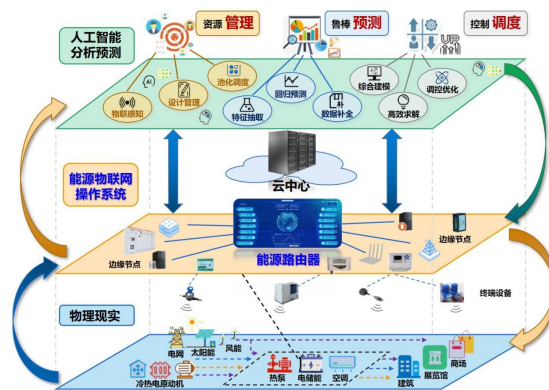 人工智能
分析预测
资源 管理
鲁棒 预测
控制 调度
UP
AI
池化调度
物联感知
设计管理
回归预测
特征抽取
数据补全
补
综合建模
调控优化
高效求解
云中心
能源物联网
操作系统
边缘节点
边缘节点
能源路由器
终端设备
物理现实
电网
太阳能
风能
冷热电原动机
热泵
电储能
空调
建筑
展览馆
商场